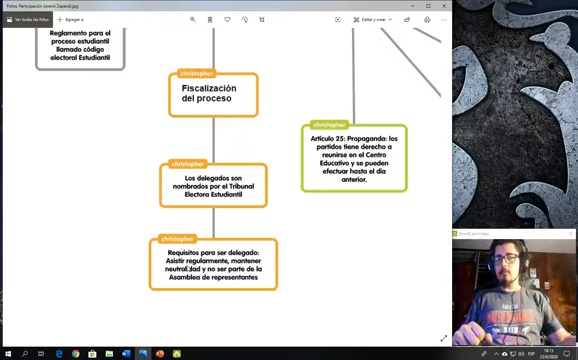 Fotos Participación Juvenil Zapandí.jpg
Ver todas las fotos
Agregar a
Editar y crear
Reglamento para el
proceso estudiantil
llamado código
electoral Estudiantil
christopher
Fiscalización
del proceso
christopher
Artículo 25: Propaganda: los
partidos tiene derecho a
reunirse en el Centro
Educativo y se pueden
efectuar hasta el día
anterior.
christopher
Los delegados son
nombrados por el Tribunal
Electora Estudiantil
christopher
Requisitos para ser delegado:
Asistir regularmente, mantener
neutralidad y no ser parte de la
Asamblea de representantes
ESP